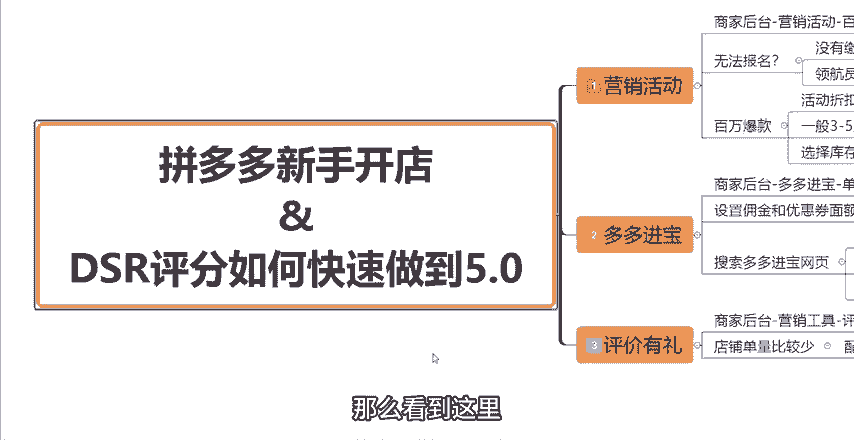 拼多多新手开店
&
DSR评分如何快速做到5.0
1 营销活动
商家后台-营销活动-百
无法报名?
没有缴
领航员
百万爆款
活动折扣
一般3-5
选择库存
2 多多进宝
商家后台-多多进宝-单
设置佣金和优惠券面额
搜索多多进宝网页
3 评价有礼
商家后台-营销工具-评
店铺单量比较少
那么看到这里